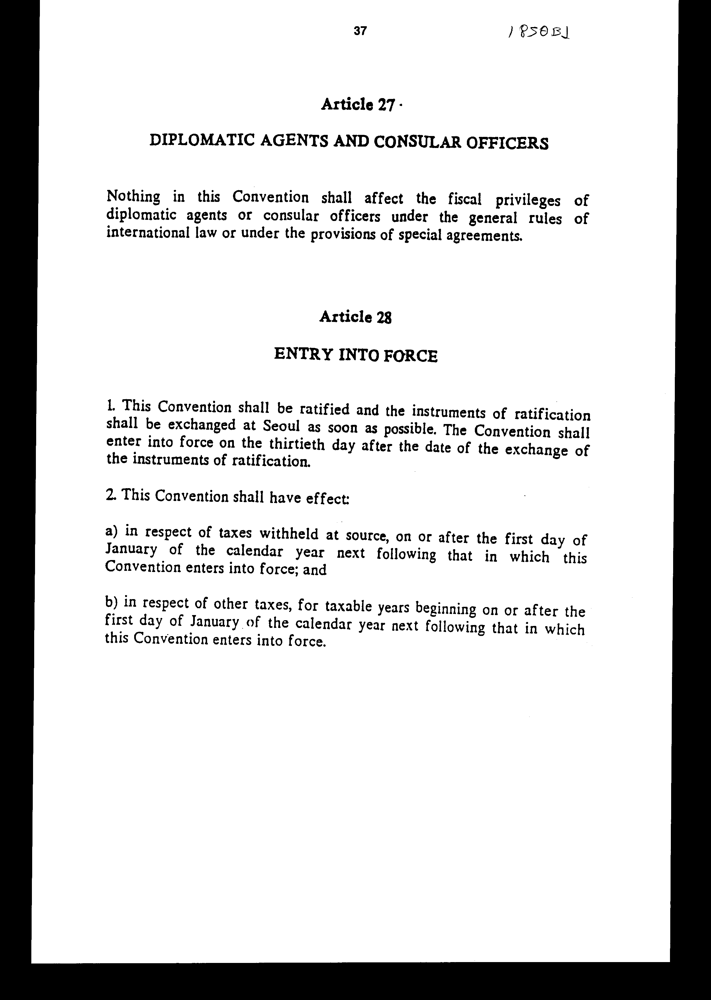 37
1850BJ
Article 27
DIPLOMATIC AGENTS AND CONSULAR OFFICERS
Nothing in this Convention shall affect the fiscal privileges of
diplomatic agents or consular officers under the general rules of
international law or under the provisions of special agreements.
Article 28
ENTRY INTO FORCE
1. This Convention shall be ratified and the instruments of ratification
shall be exchanged at Seoul as soon as possible. The Convention shall
enter into force on the thirtieth day after the date of the exchange of
the instruments of ratification.
2. This Convention shall have effect:
a) in respect of taxes withheld at source, on or after the first day of
January of the calendar year next following that in which this
Convention enters into force; and
b) in respect of other taxes, for taxable years beginning on or after the
first day of January of the calendar year next following that in which
this Convention enters into force.